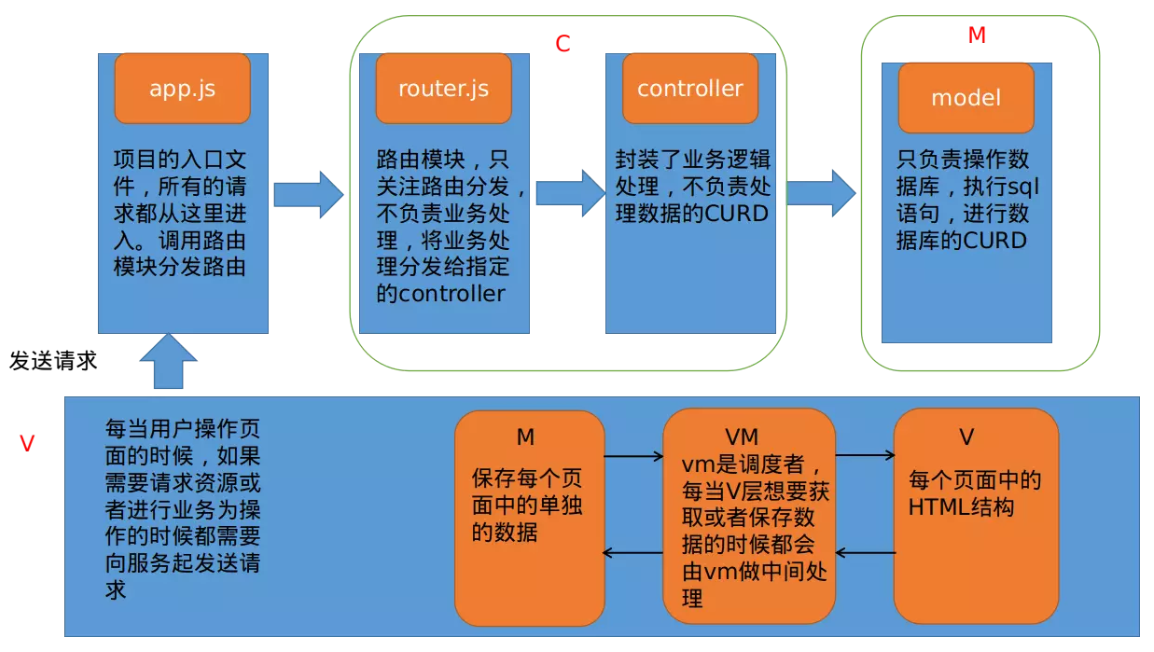 C
M
app.js
router.js
controller
model
项目的入口文
件，所有的请
求都从这里进
入。调用路由
模块分发路由
路由模块，只
关注路由分发，
不负责业务处
理，将业务处
理分发给指定
的controller
封装了业务逻辑
处理，不负责处
理数据的CURD
只负责操作数
据库，执行sql
语句，进行数
据库的CURD
发送请求
V
每当用户操作页
面的时候，如果
需要请求资源或
者进行业务为操
作的时候都需要
向服务起发送请
求
M
保存每个页
面中的单独
的数据
VM
vm是调度者，
每当V层想要获
取或者保存数
据的时候都会
由vm做中间处
理
V
每个页面中的
HTML结构